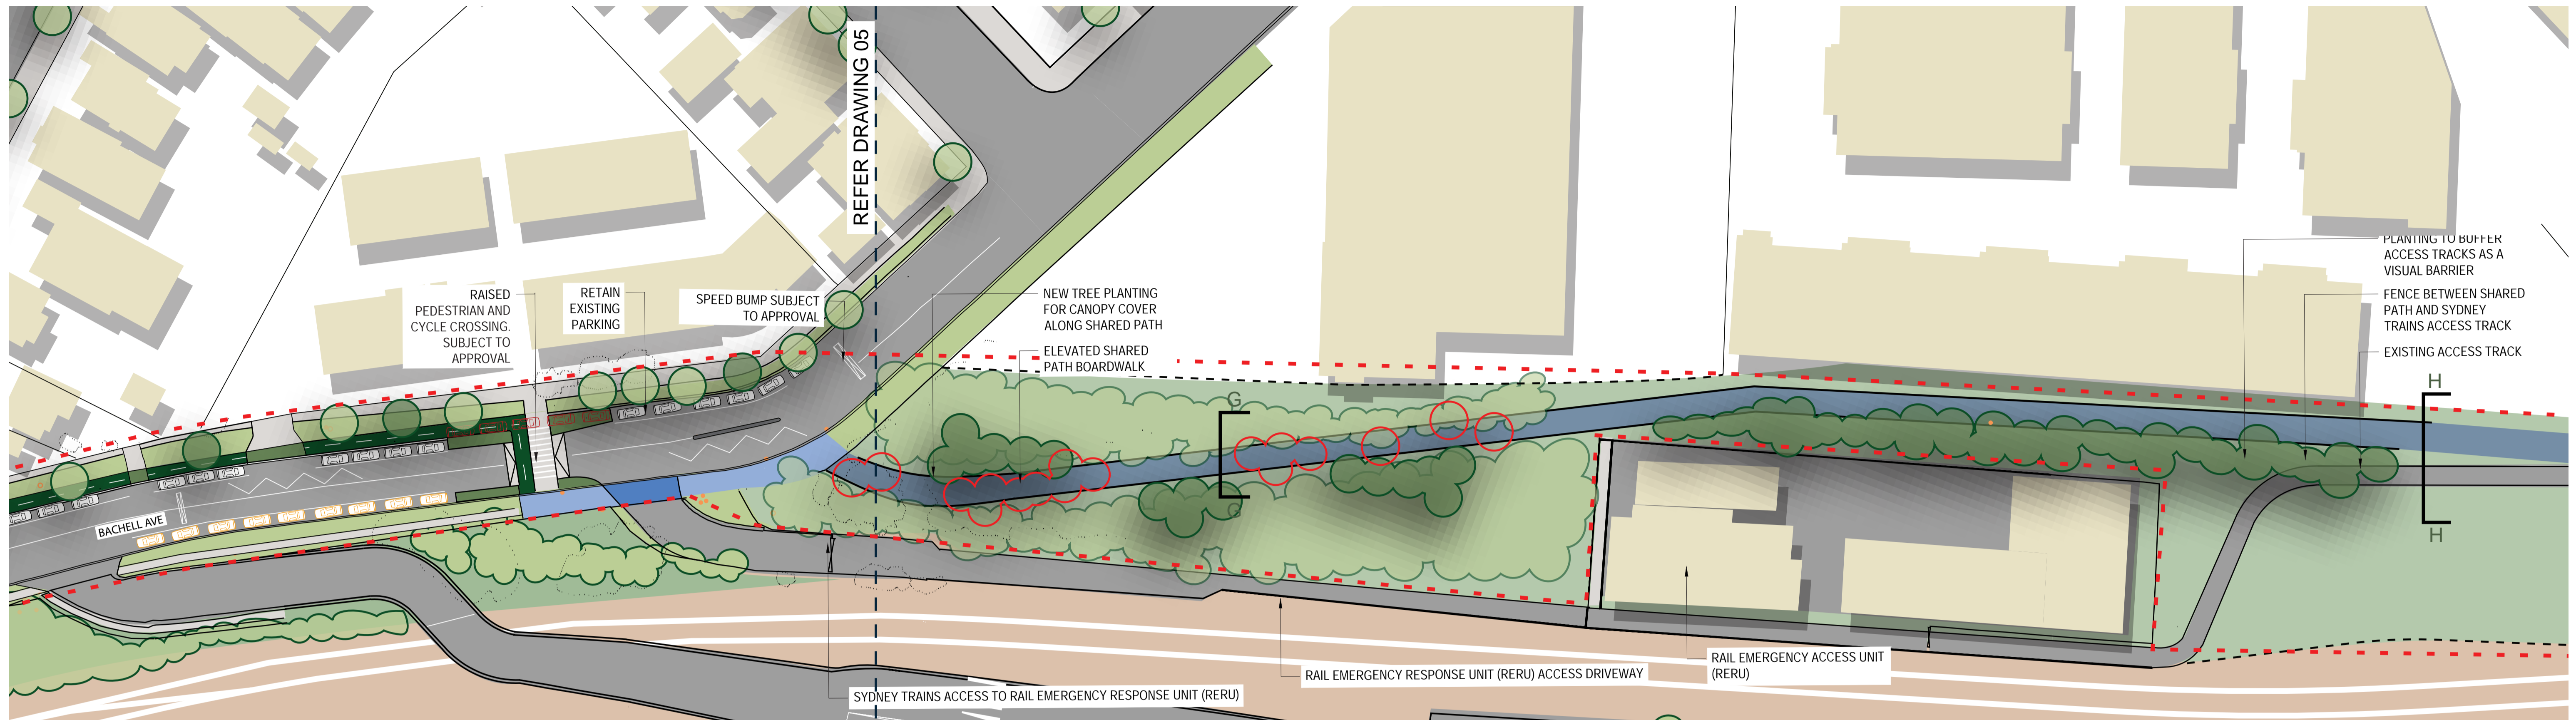 REFER DRAWING 05
RAISED
PEDESTRIAN AND
CYCLE CROSSING.
SUBJECT TO
APPROVAL
RETAIN
EXISTING
PARKING
SPEED BUMP SUBJECT
TO APPROVAL
NEW TREE PLANTING
FOR CANOPY COVER
ALONG SHARED PATH
ELEVATED SHARED
PATH BOARDWALK
PLANTING TO BUFFER
ACCESS TRACKS AS A
VISUAL BARRIER
FENCE BETWEEN SHARED
PATH AND SYDNEY
TRAINS ACCESS TRACK
EXISTING ACCESS TRACK
G
G
H
H
BACHELL AVE
SYDNEY TRAINS ACCESS TO RAIL EMERGENCY RESPONSE UNIT (RERU)
RAIL EMERGENCY RESPONSE UNIT (RERU) ACCESS DRIVEWAY
RAIL EMERGENCY ACCESS UNIT
(RERU)